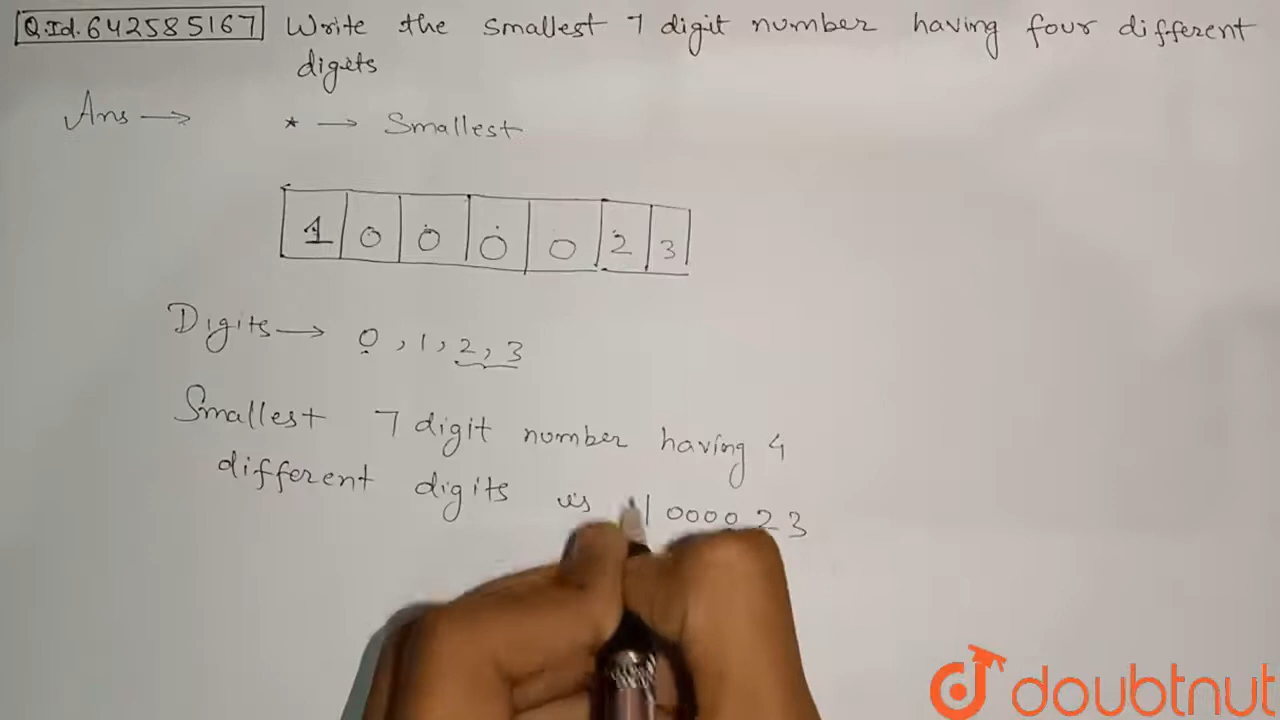 Q.Id. 642585167 Write the smallest 7 digit number having four different
digits
Ans → * → Smallest
1 0 0 0 0 2 3
Digits → 0, 1, 2, 3
Smallest 7 digit number having 4
different digits is 1000023
doubtnut